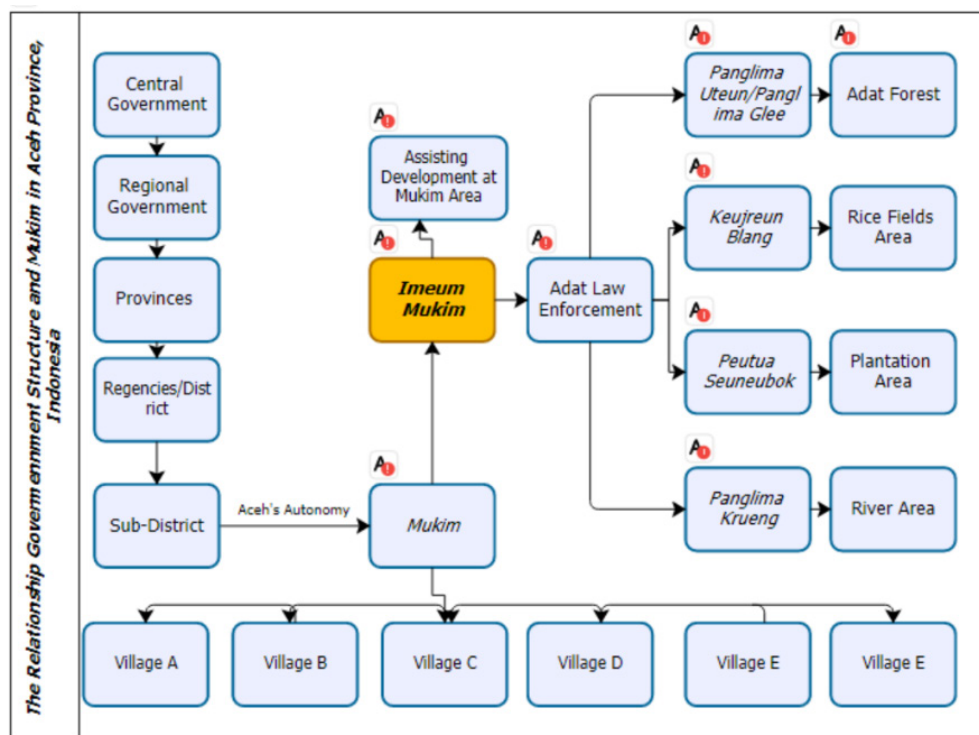 The Relationship Governmennt Structure and Mukim in Aceh Province,
Indonesia
Central
Government
Regional
Government
Provinces
Regencies/Dist
rict
Sub-District
Aceh's Autonomy
Mukim
Imeum
Mukim
Assisting
Development at
Mukim Area
Adat Law
Enforcement
Panglima
Uteun/Pangl
ima Glee
Adat Forest
Keujreun
Blang
Rice Fields
Area
Peutua
Seuneubok
Plantation
Area
Panglima
Krueng
River Area
Village A
Village B
Village C
Village D
Village E
Village E